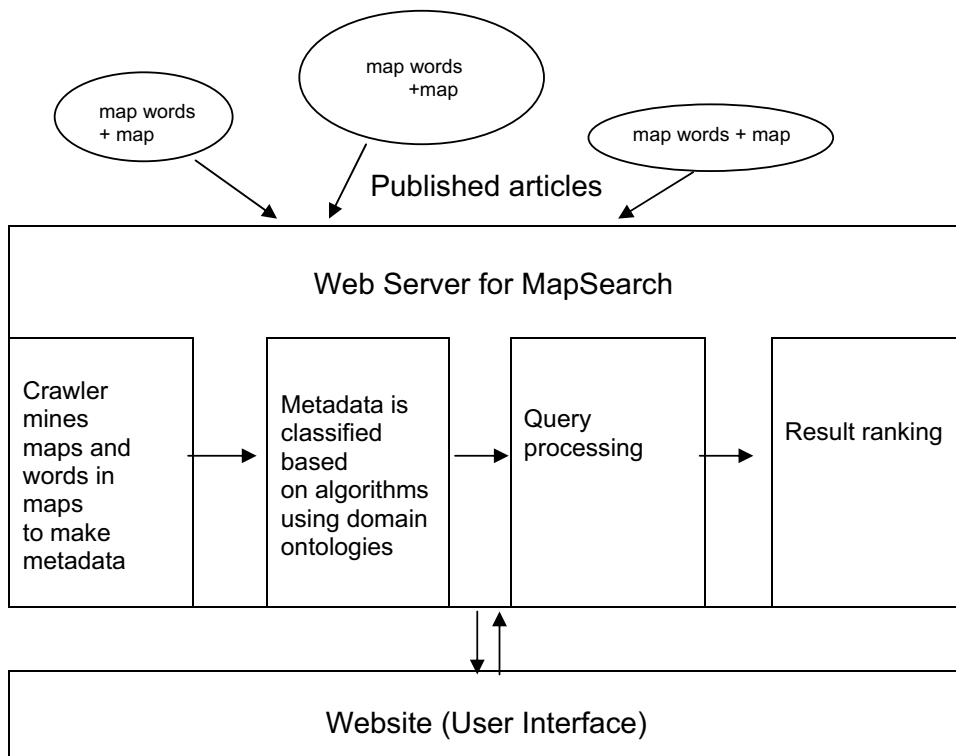 map words
+ map
map words
+map
map words + map
Published articles
Web Server for MapSearch
Crawler
mines
maps and
words in
maps
to make
metadata
Metadata is
classified
based
on algorithms
using domain
ontologies
Query
processing
Result ranking
Website (User Interface)